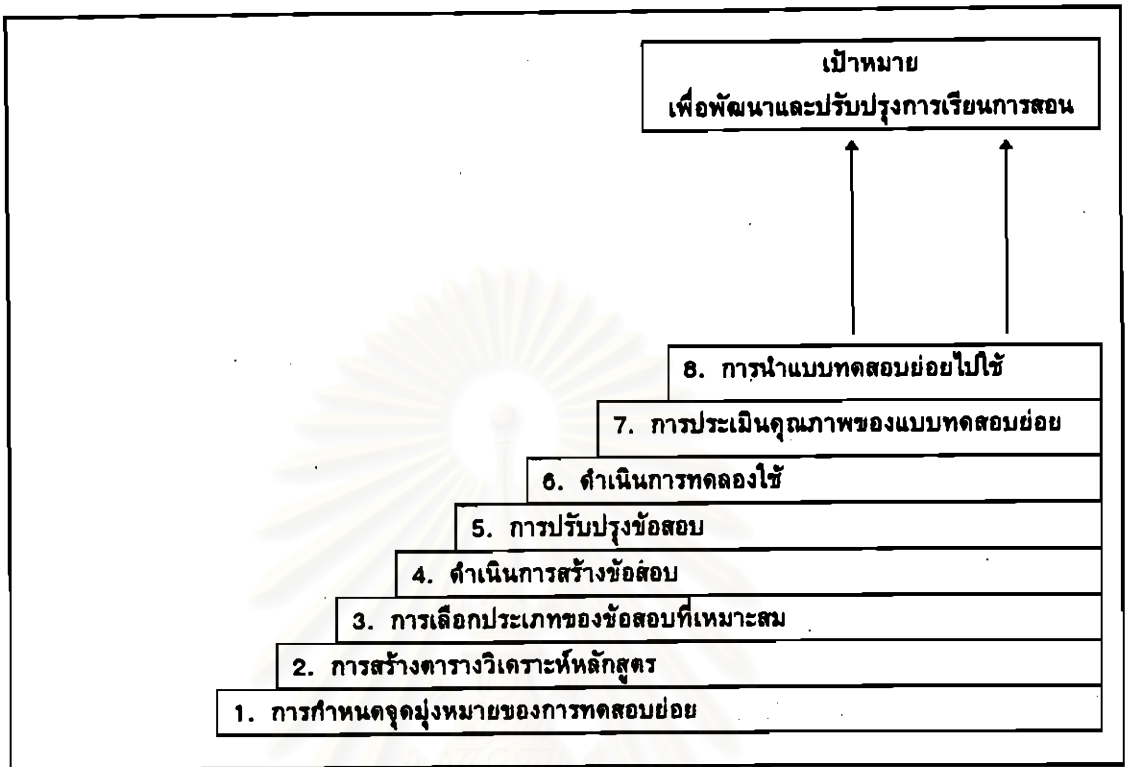 เป้าหมาย
เพื่อพัฒนาและปรับปรุงการเรียนการสอน
8. การนำแบบทดสอบย่อยไปใช้
7. การประเมินคุณภาพของแบบทดสอบย่อย
6. ดำเนินการทดลองใช้
5. การปรับปรุงข้อสอบ
4. ดำเนินการสร้างข้อสอบ
3. การเลือกประเภทของข้อสอบที่เหมาะสม
2. การสร้างตารางวิเคราะห์หลักสูตร
1. การกำหนดจุดมุ่งหมายของการทดสอบย่อย